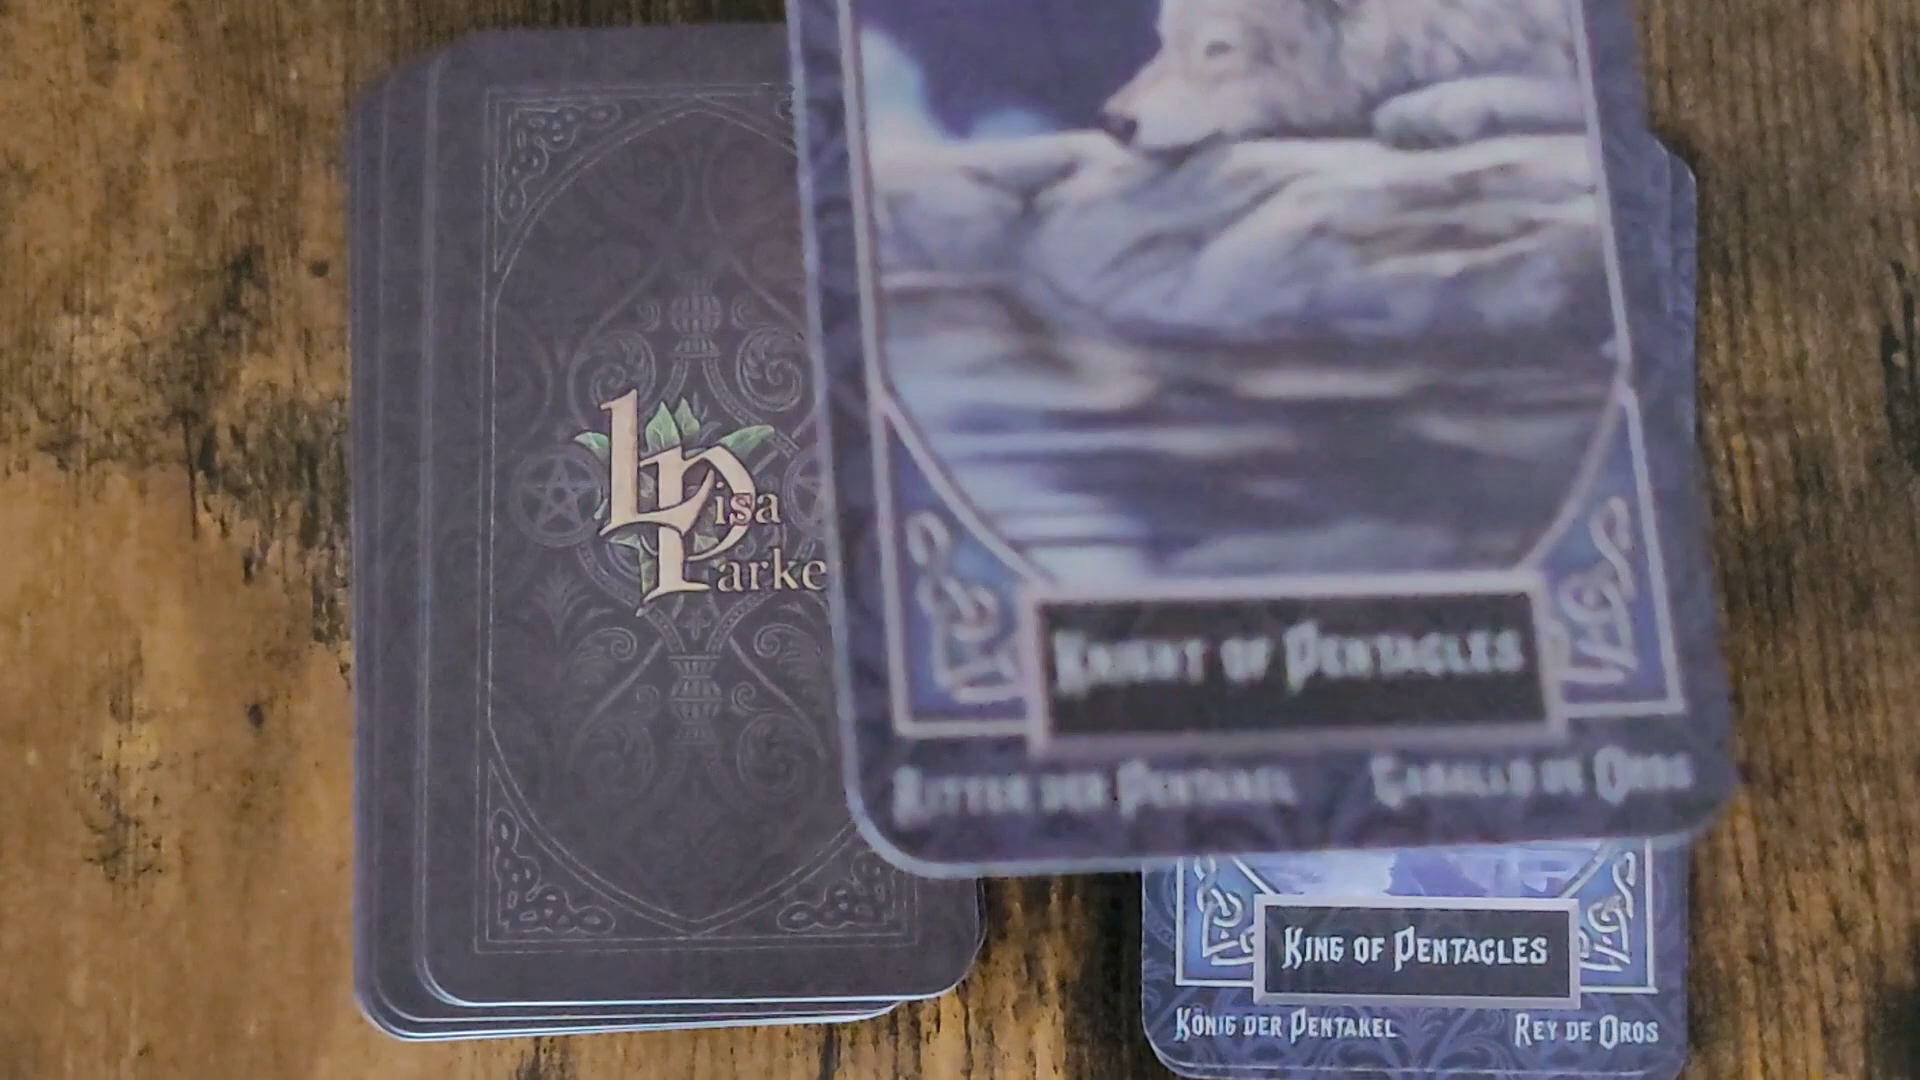 Lisa
Parke
KNIGHT OF PENTACLES
RITTER DER PENTAKEL
CABALLO DE OROS
KING OF PENTACLES
KÖNIG DER PENTAKEL
REY DE OROS